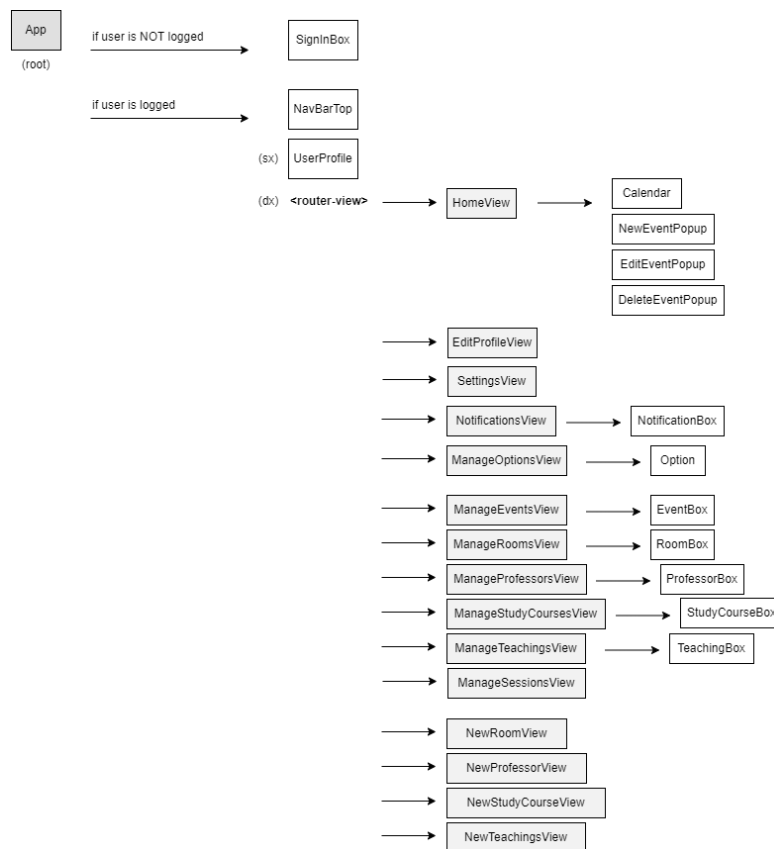 App
if user is NOT logged
SignInBox
(root)
if user is logged
NavBarTop
(sx) UserProfile
(dx) <router-view>
HomeView
Calendar
NewEventPopup
EditEventPopup
DeleteEventPopup
EditProfileView
SettingsView
NotificationsView
NotificationBox
ManageOptionsView
Option
ManageEventsView
EventBox
ManageRoomsView
RoomBox
ManageProfessorsView
ProfessorBox
ManageStudyCoursesView
StudyCourseBox
ManageTeachingsView
TeachingBox
ManageSessionsView
NewRoomView
NewProfessorView
NewStudyCourseView
NewTeachingsView